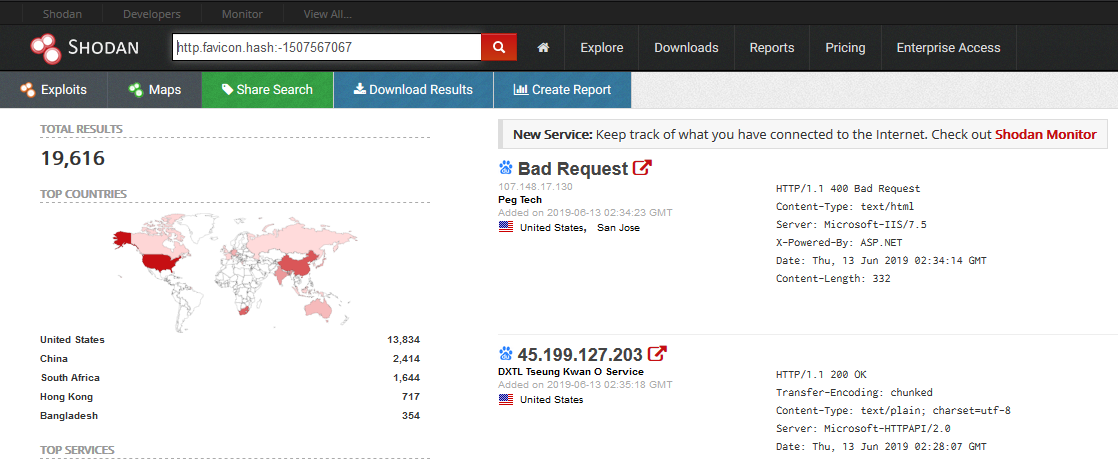 Shodan Developers Monitor View All...
SHODAN http.favicon.hash:-1507567067 Explore Downloads Reports Pricing Enterprise Access
Exploits Maps Share Search Download Results Create Report
TOTAL RESULTS
19,616
TOP COUNTRIES
United States 13,834
China 2,414
South Africa 1,644
Hong Kong 717
Bangladesh 354
TOP SERVICES
New Service: Keep track of what you have connected to the Internet. Check out Shodan Monitor
Bad Request
107.148.17.130
Peg Tech
Added on 2019-06-13 02:34:23 GMT
United States, San Jose
HTTP/1.1 400 Bad Request
Content-Type: text/html
Server: Microsoft-IIS/7.5
X-Powered-By: ASP.NET
Date: Thu, 13 Jun 2019 02:34:14 GMT
Content-Length: 332
45.199.127.203
DXTL Tseung Kwan O Service
Added on 2019-06-13 02:35:18 GMT
United States
HTTP/1.1 200 OK
Transfer-Encoding: chunked
Content-Type: text/plain; charset=utf-8
Server: Microsoft-HTTPAPI/2.0
Date: Thu, 13 Jun 2019 02:28:07 GMT